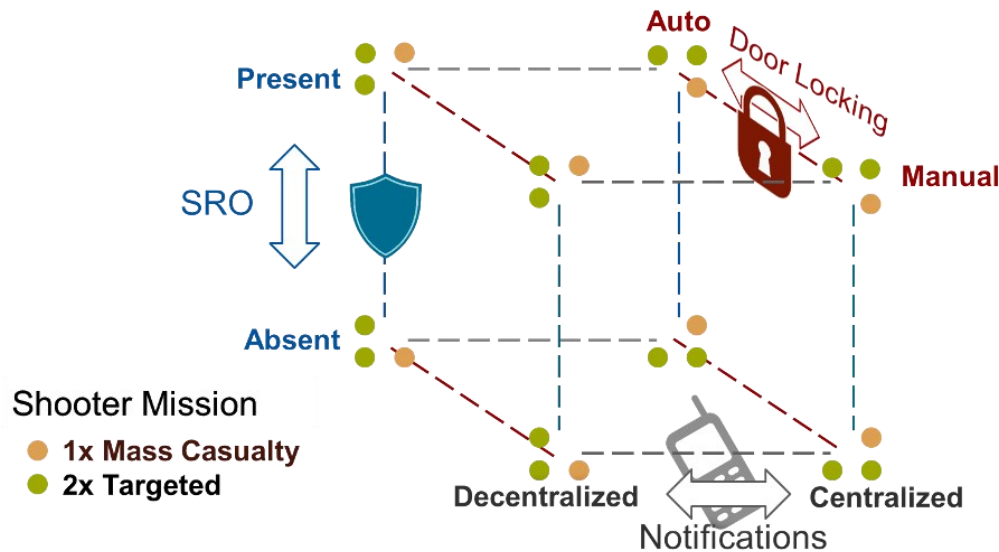 Auto
Door Locking
Present
Manual
SRO
Absent
Shooter Mission
1x Mass Casualty
2x Targeted
Decentralized
Centralized
Notifications